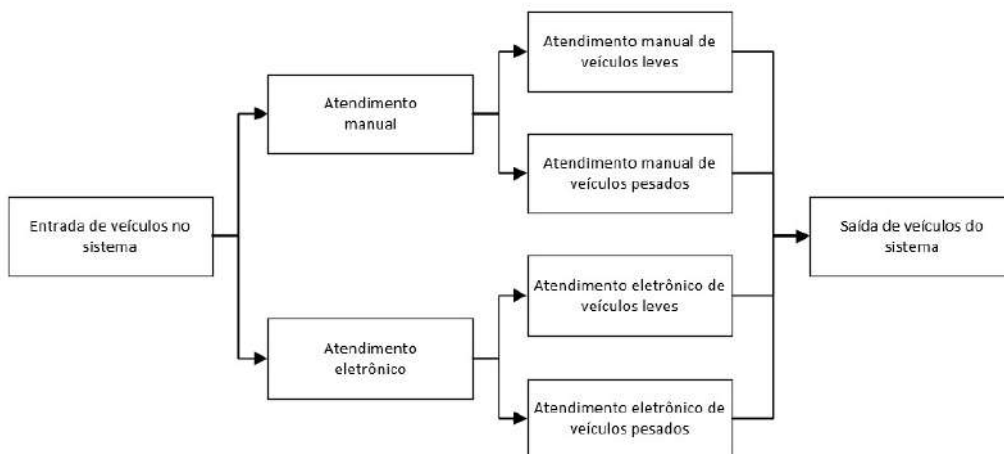 Atendimento manual de
veículos leves
Atendimento
manual
Atendimento manual de
veículos pesados
Entrada de veículos no
sistema
Saída de veículos do
sistema
Atendimento eletrônico de
veículos leves
Atendimento
eletrônico
Atendimento eletrônico de
veículos pesados